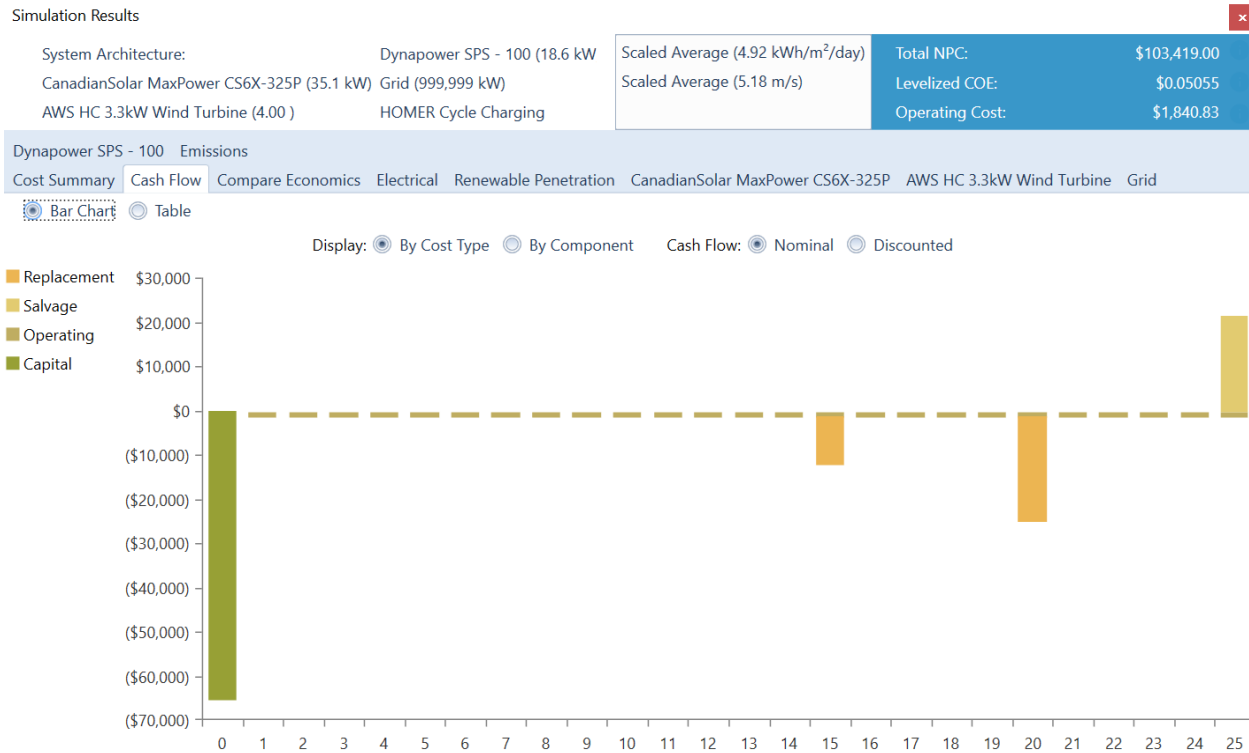 Simulation Results
×
System Architecture: Dynapower SPS - 100 (18.6 kW Scaled Average (4.92 kWh/m²/day) Total NPC: $103,419.00
CanadianSolar MaxPower CS6X-325P (35.1 kW) Grid (999,999 kW) Scaled Average (5.18 m/s) Levelized COE: $0.05055
AWS HC 3.3kW Wind Turbine (4.00 ) HOMER Cycle Charging Operating Cost: $1,840.83
Dynapower SPS - 100 Emissions
Cost Summary Cash Flow Compare Economics Electrical Renewable Penetration CanadianSolar MaxPower CS6X-325P AWS HC 3.3kW Wind Turbine Grid
Bar Chart Table
Display: By Cost Type By Component Cash Flow: Nominal Discounted
Replacement
Salvage
Operating
Capital
$30,000
$20,000
$10,000
$0
($10,000)
($20,000)
($30,000)
($40,000)
($50,000)
($60,000)
($70,000)
0 1 2 3 4 5 6 7 8 9 10 11 12 13 14 15 16 17 18 19 20 21 22 23 24 25